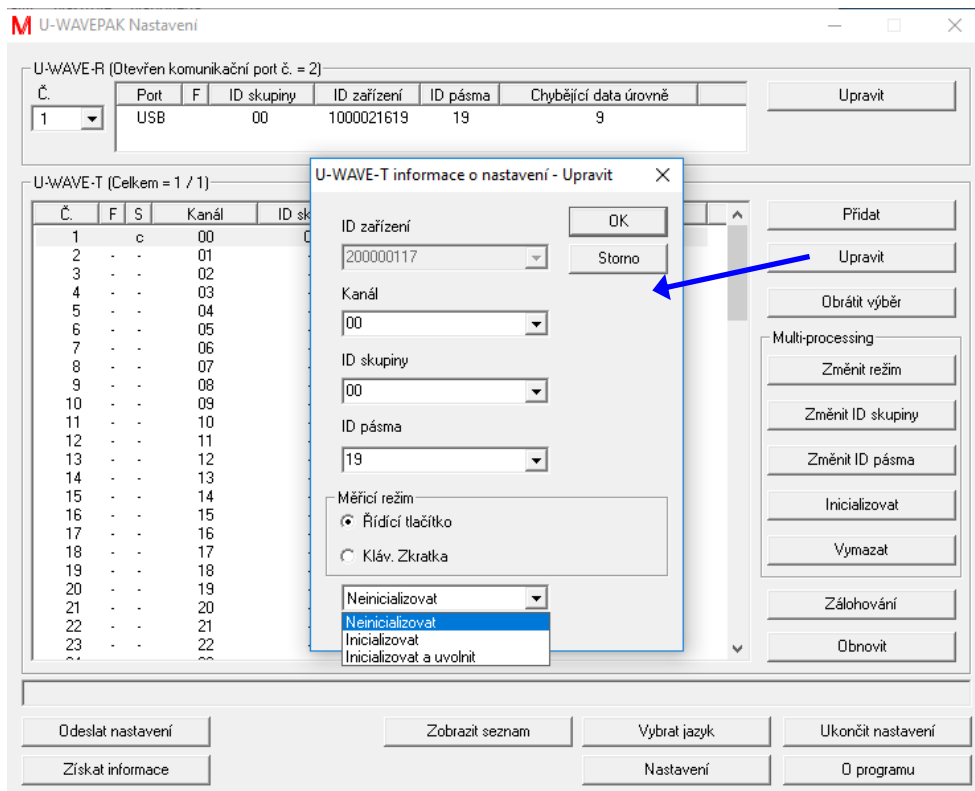 U-WAVEPAK Nastavení
U-WAVE-R (Otevřen komunikační port č. = 2)
Č.
1
Port F ID skupiny ID zařízení ID pásma Chybějící data úrovně
USB 00 1000021619 19 9
Upravit
U-WAVE-T (Celkem = 1 / 1)
Č. F S Kanál ID sk
1 c 00 0
2 - - 01
3 - - 02
4 - - 03
5 - - 04
6 - - 05
7 - - 06
8 - - 07
9 - - 08
10 - - 09
11 - - 10
12 - - 11
13 - - 12
14 - - 13
15 - - 14
16 - - 15
17 - - 16
18 - - 17
19 - - 18
20 - - 19
21 - - 20
22 - - 21
23 - - 22
U-WAVE-T informace o nastavení - Upravit
ID zařízení
200000117
Kanál
00
ID skupiny
00
ID pásma
19
Měřicí režim
Řídící tlačítko
Kláv. Zkratka
Neinicializovat
Neinicializovat
Inicializovat
Inicializovat a uvolnit
OK
Storno
Přidat
Upravit
Obrátit výběr
Multi-processing
Změnit režim
Změnit ID skupiny
Změnit ID pásma
Inicializovat
Vymazat
Zálohování
Obnovit
Odeslat nastavení
Zobrazit seznam
Vybrat jazyk
Ukončit nastavení
Získat informace
Nastavení
O programu